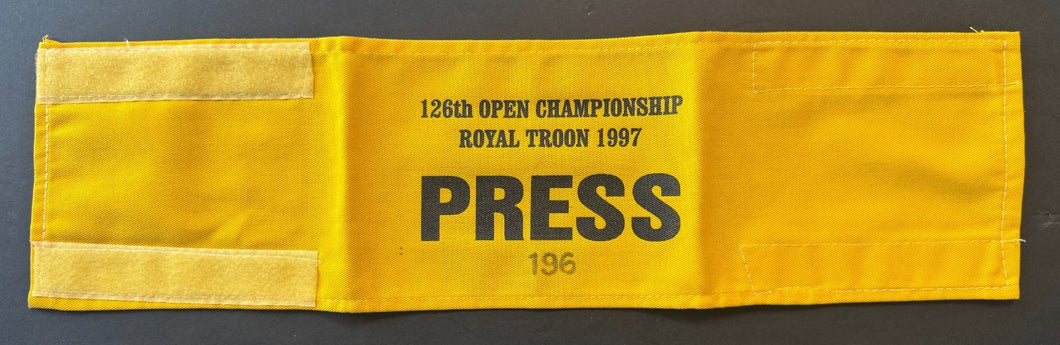 126th OPEN CHAMPIONSHIP
ROYAL TROON 1997
PRESS
196